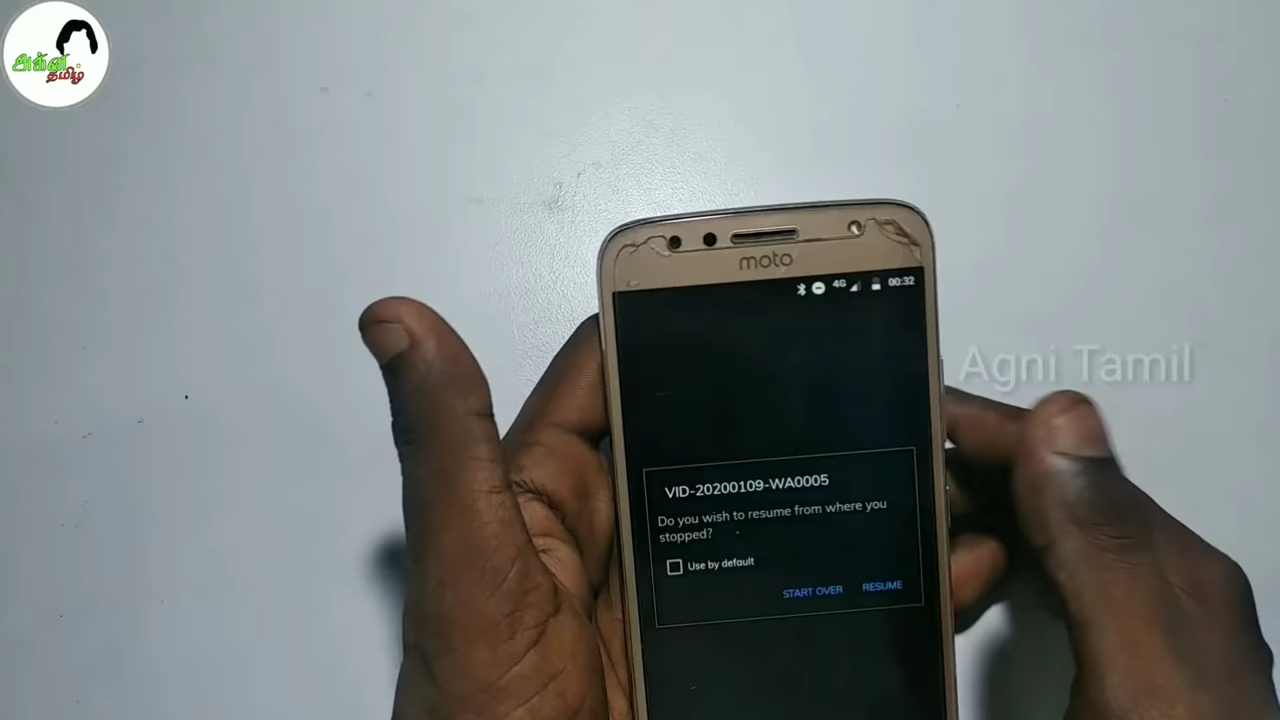 அக்னி
தமிழ்
moto
4G 00:32
Agni Tamil
VID-20200109-WA0005
Do you wish to resume from where you
stopped?
Use by default
START OVER RESUME